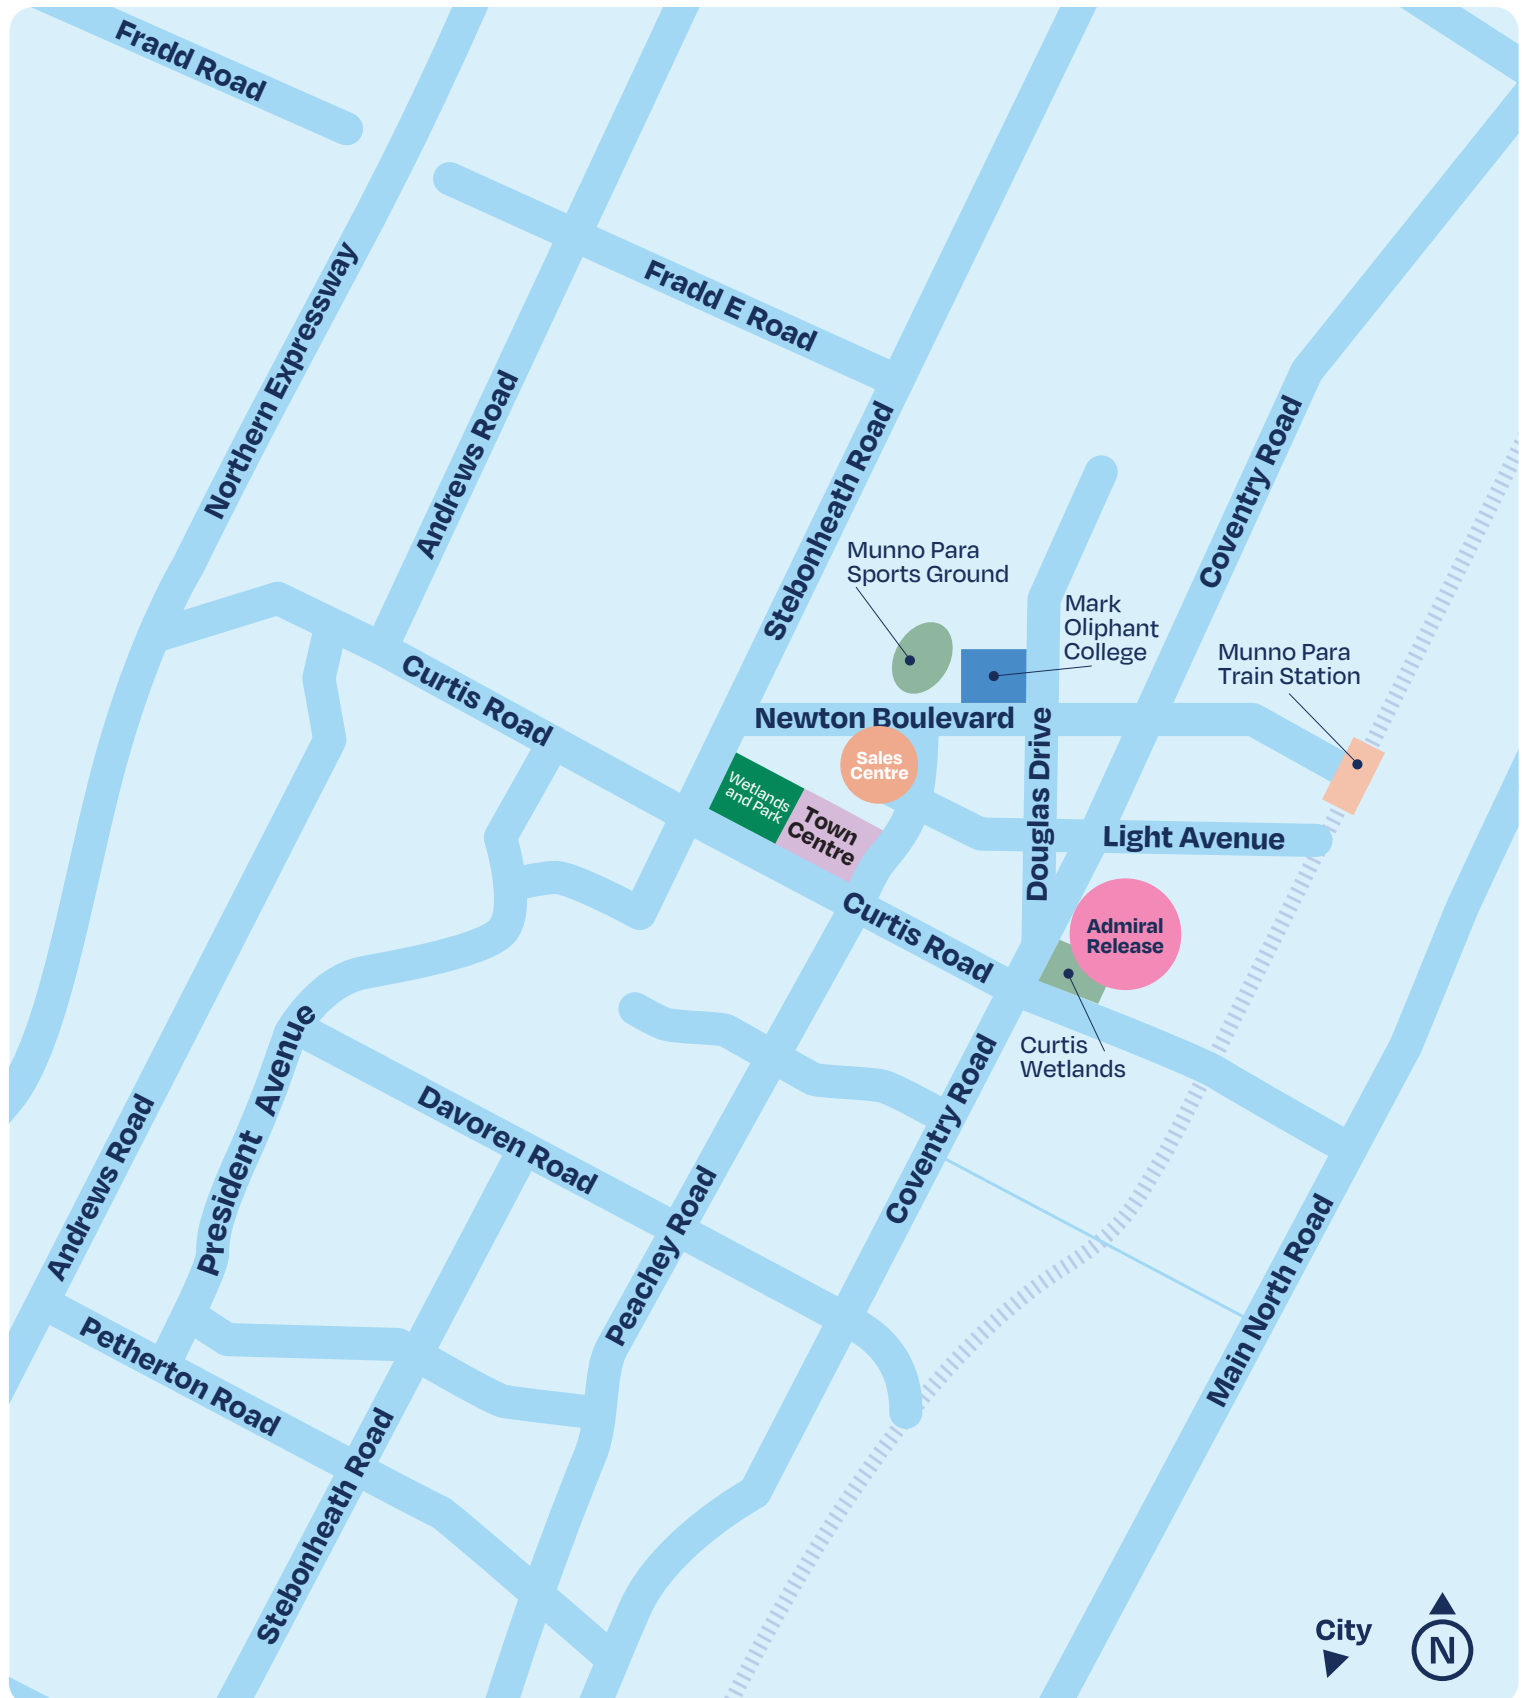 Fradd Road
Northern Expressway
Fradd E Road
Andrews Road
Stebonheath Road
Coventry Road
Munno Para
Sports Ground
Mark
Oliphant
College
Munno Para
Train Station
Curtis Road
Newton Boulevard
Douglas Drive
Sales
Centre
Wetlands
and Park
Town
Centre
Light Avenue
Curtis Road
Admiral
Release
Curtis
Wetlands
President Avenue
Andrews Road
Davoren Road
Coventry Road
Peachey Road
Main North Road
Petherton Road
Stebonheath Road
City
N